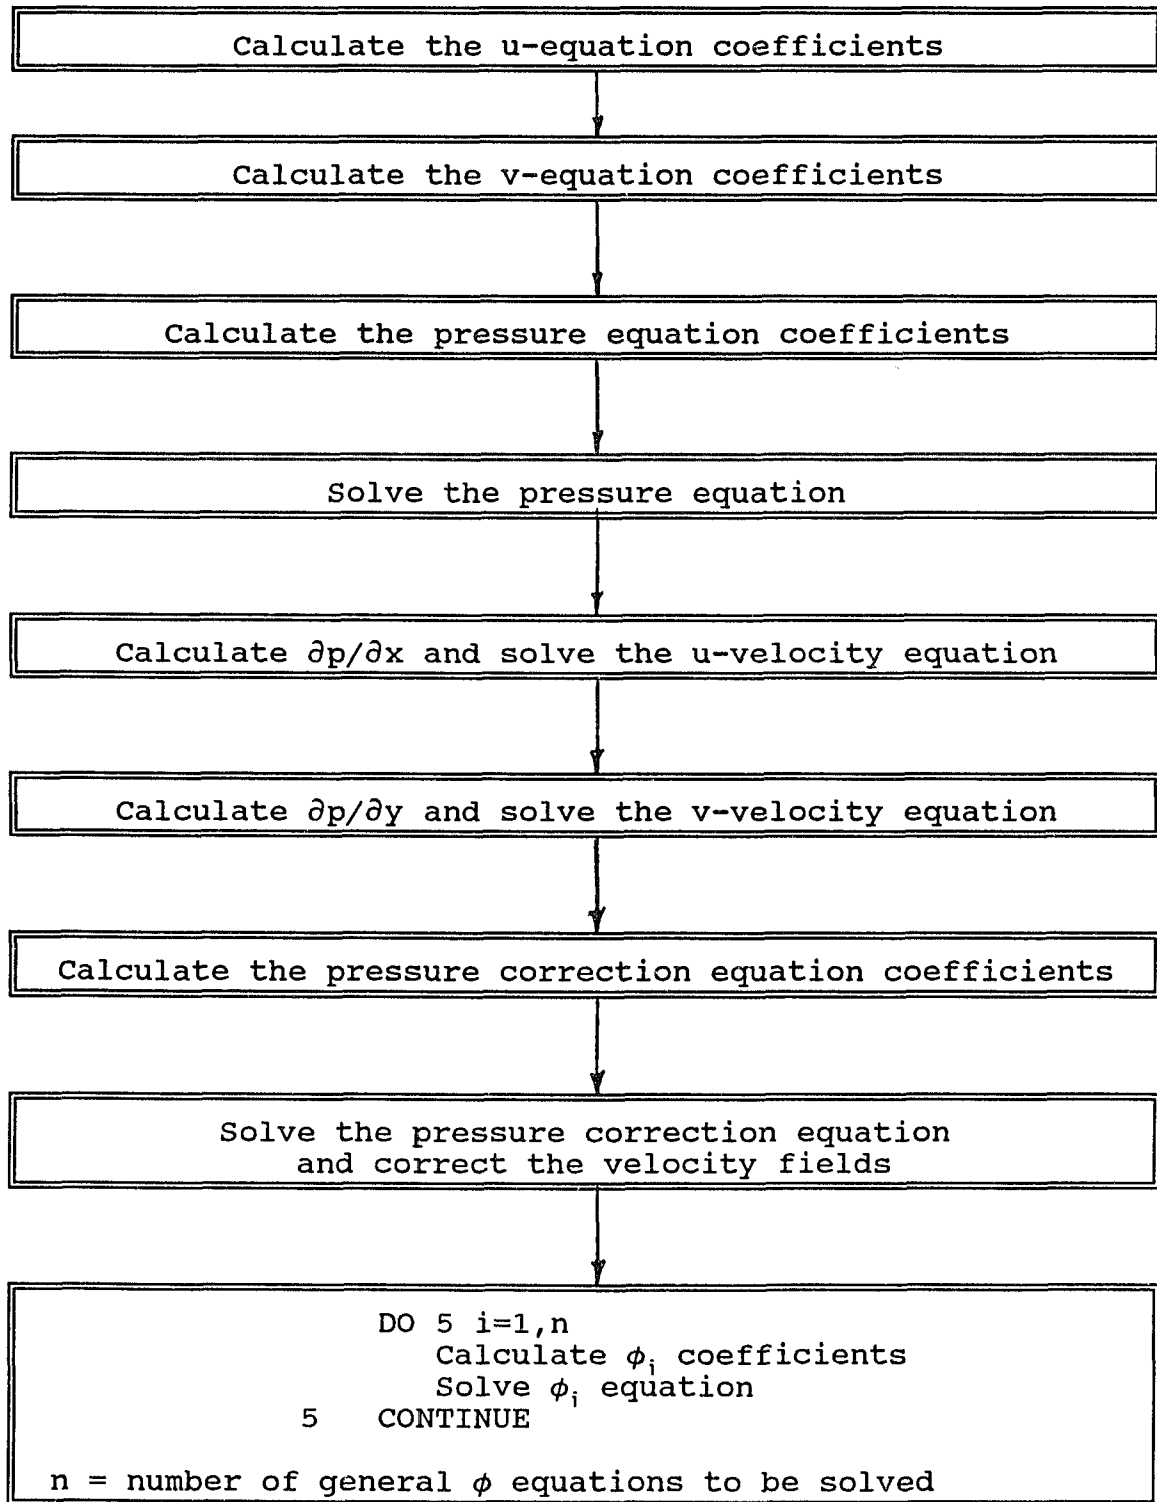 Calculate the u-equation coefficients
Calculate the v-equation coefficients
Calculate the pressure equation coefficients
Solve the pressure equation
Calculate ∂p/∂x and solve the u-velocity equation
Calculate ∂p/∂y and solve the v-velocity equation
Calculate the pressure correction equation coefficients
Solve the pressure correction equation
and correct the velocity fields
DO 5 i=1,n
Calculate ϕᵢ coefficients
Solve ϕᵢ equation
5 CONTINUE
n = number of general ϕ equations to be solved